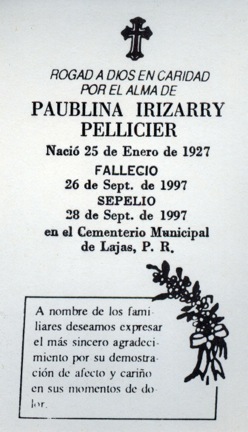 ROGAD A DIOS EN CARIDAD
POR EL ALMA DE
PAUBLINA IRIZARRY
PELLICIER
Nació 25 de Enero de 1927
FALLECIO
26 de Sept. de 1997
SEPELIO
28 de Sept. de 1997
en el Cementerio Municipal
de Lajas, P. R.
A nombre de los fami-
liares deseamos expresar
el más sincero agradeci-
miento por su demostra-
ción de afecto y cariño
en sus momentos de do-
lor.